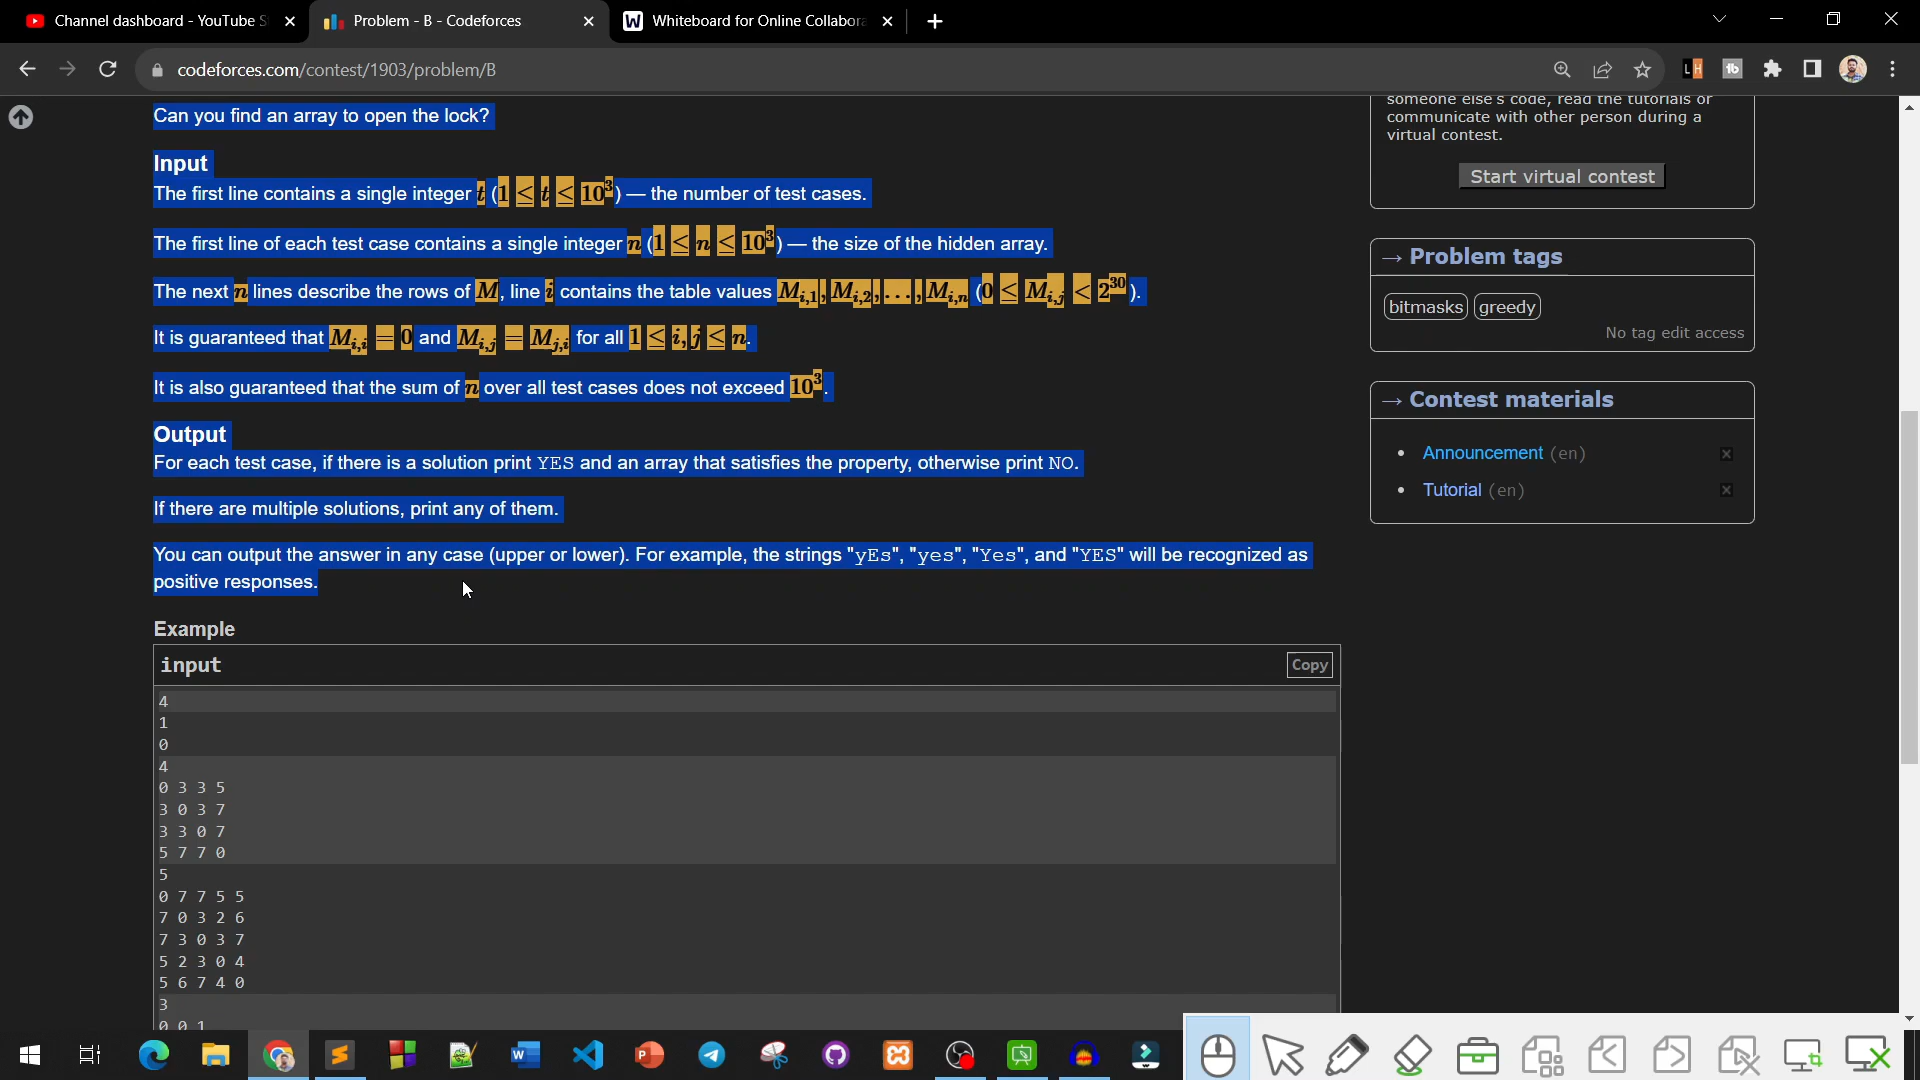 Channel dashboard - YouTube S
Problem - B - Codeforces
Whiteboard for Online Collabora
codeforces.com/contest/1903/problem/B
Can you find an array to open the lock?
Input
The first line contains a single integer t (1 ≤ t ≤ 10³) — the number of test cases.
The first line of each test case contains a single integer n (1 ≤ n ≤ 10³) — the size of the hidden array.
The next n lines describe the rows of M, line i contains the table values M_{i,1}, M_{i,2}, ..., M_{i,n} (0 ≤ M_{i,j} < 2³⁰).
It is guaranteed that M_{i,i} = 0 and M_{i,j} = M_{j,i} for all 1 ≤ i, j ≤ n.
It is also guaranteed that the sum of n over all test cases does not exceed 10³.
Output
For each test case, if there is a solution print YES and an array that satisfies the property, otherwise print NO.
If there are multiple solutions, print any of them.
You can output the answer in any case (upper or lower). For example, the strings "yEs", "yes", "Yes", and "YES" will be recognized as
positive responses.
Example
input
Copy
4
1
0
4
0 3 3 5
3 0 3 7
3 3 0 7
5 7 7 0
5
0 7 7 5 5
7 0 3 2 6
7 3 0 3 7
5 2 3 0 4
5 6 7 4 0
3
0 0 1
someone else's code, read the tutorials or
communicate with other person during a
virtual contest.
Start virtual contest
→ Problem tags
bitmasks greedy
No tag edit access
→ Contest materials
• Announcement (en)
• Tutorial (en)